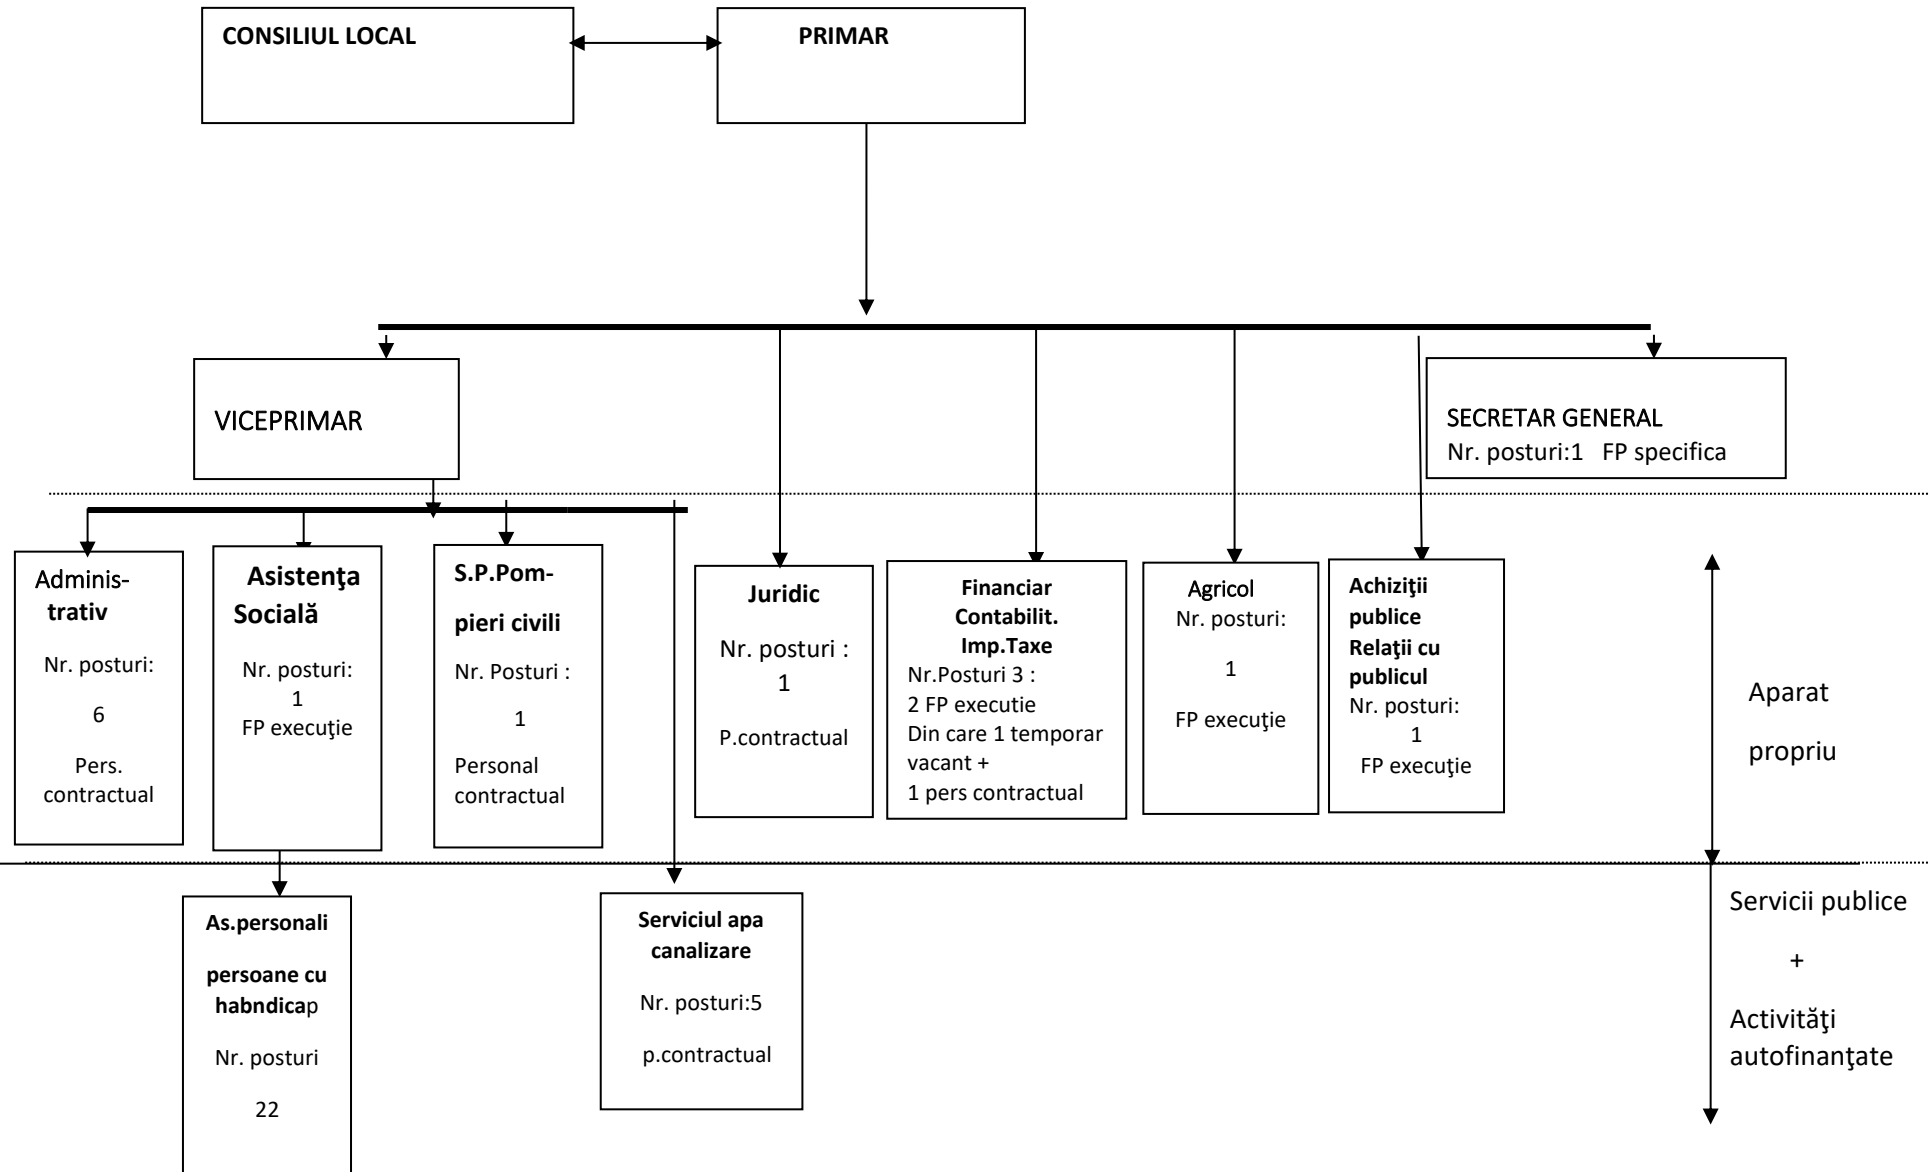 CONSILIUL LOCAL
PRIMAR
VICEPRIMAR
SECRETAR GENERAL
Nr. posturi:1 FP specifica
Adminis-
trativ
Nr. posturi:
6
Pers.
contractual
Asistenţa
Socială
Nr. posturi:
1
FP execuţie
S.P.Pom-
pieri civili
Nr. Posturi :
1
Personal
contractual
Juridic
Nr. posturi :
1
P.contractual
Financiar
Contabilit.
Imp.Taxe
Nr.Posturi 3 :
2 FP executie
Din care 1 temporar
vacant +
1 pers contractual
Agricol
Nr. posturi:
1
FP execuţie
Achiziţii
publice
Relaţii cu
publicul
Nr. posturi:
1
FP execuţie
Aparat
propriu
As.personali
persoane cu
habndicap
Nr. posturi
22
Serviciul apa
canalizare
Nr. posturi:5
p.contractual
Servicii publice
+
Activităţi
autofinanţate